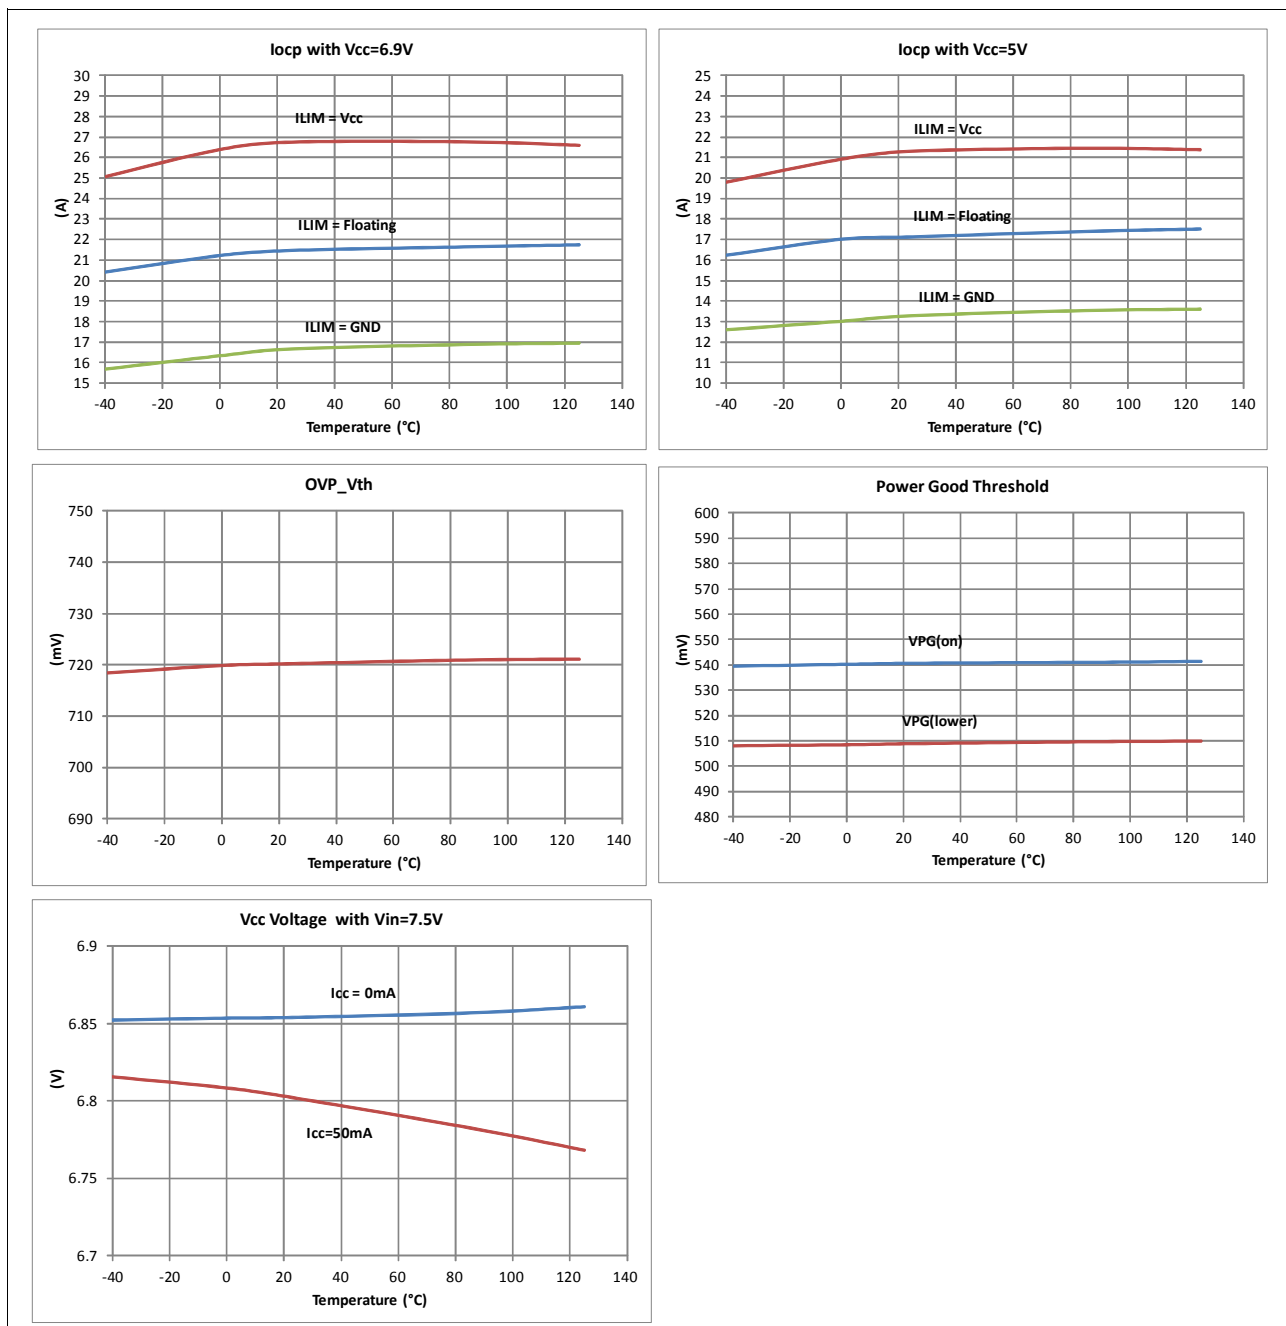 Iocp with Vcc=6.9V
30
29
28
27
26
25
24
23
22
21
20
19
18
17
16
15
(A)
ILIM = Vcc
ILIM = Floating
ILIM = GND
-40 -20 0 20 40 60 80 100 120 140
Temperature (°C)
Iocp with Vcc=5V
25
24
23
22
21
20
19
18
17
16
15
14
13
12
11
10
(A)
ILIM = Vcc
ILIM = Floating
ILIM = GND
-40 -20 0 20 40 60 80 100 120 140
Temperature (°C)
OVP_Vth
750
740
730
720
710
700
690
(mV)
-40 -20 0 20 40 60 80 100 120 140
Temperature (°C)
Power Good Threshold
600
590
580
570
560
550
540
530
520
510
500
490
480
(mV)
VPG(on)
VPG(lower)
-40 -20 0 20 40 60 80 100 120 140
Temperature (°C)
Vcc Voltage with Vin=7.5V
6.9
6.85
6.8
6.75
6.7
(V)
Icc = 0mA
Icc=50mA
-40 -20 0 20 40 60 80 100 120 140
Temperature (°C)